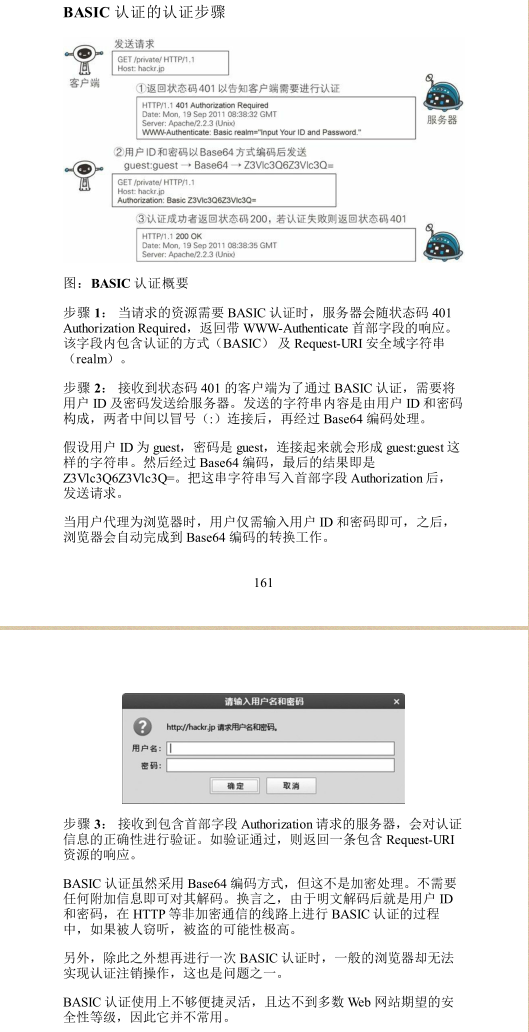 BASIC 认证的认证步骤
发送请求
GET /private/ HTTP/1.1
Host: hackr.jp
客户端
①返回状态码401以告知客户端需要进行认证
HTTP/1.1 401 Authorization Required
Date: Mon, 19 Sep 2011 08:38:32 GMT
Server: Apache/2.2.3 (Unix)
WWW-Authenticate: Basic realm="Input Your ID and Password."
服务器
②用户ID和密码以Base64方式编码后发送
guest:guest → Base64 → Z3Vlc3Q6Z3Vlc3Q=
GET /private/ HTTP/1.1
Host: hackr.jp
Authorization: Basic Z3Vlc3Q6Z3Vlc3Q=
③认证成功者返回状态码200，若认证失败则返回状态码401
HTTP/1.1 200 OK
Date: Mon, 19 Sep 2011 08:38:35 GMT
Server: Apache/2.2.3 (Unix)
图：BASIC 认证概要
步骤 1： 当请求的资源需要 BASIC 认证时，服务器会随状态码 401
Authorization Required，返回带 WWW-Authenticate 首部字段的响应。
该字段内包含认证的方式（BASIC） 及 Request-URI 安全域字符串
（realm）。
步骤 2： 接收到状态码 401 的客户端为了通过 BASIC 认证，需要将
用户 ID 及密码发送给服务器。发送的字符串内容是由用户 ID 和密码
构成，两者中间以冒号（:）连接后，再经过 Base64 编码处理。
假设用户 ID 为 guest，密码是 guest，连接起来就会形成 guest:guest 这
样的字符串。然后经过 Base64 编码，最后的结果即是
Z3Vlc3Q6Z3Vlc3Q=。把这串字符串写入首部字段 Authorization 后，
发送请求。
当用户代理为浏览器时，用户仅需输入用户 ID 和密码即可，之后，
浏览器会自动完成到 Base64 编码的转换工作。
161
请输入用户名和密码
http://hackr.jp 请求用户名和密码。
用户名：
密码：
确定 取消
步骤 3： 接收到包含首部字段 Authorization 请求的服务器，会对认证
信息的正确性进行验证。如验证通过，则返回一条包含 Request-URI
资源的响应。
BASIC 认证虽然采用 Base64 编码方式，但这不是加密处理。不需要
任何附加信息即可对其解码。换言之，由于明文解码后就是用户 ID
和密码，在 HTTP 等非加密通信的线路上进行 BASIC 认证的过程
中，如果被人窃听，被盗的可能性极高。
另外，除此之外想再进行一次 BASIC 认证时，一般的浏览器却无法
实现认证注销操作，这也是问题之一。
BASIC 认证使用上不够便捷灵活，且达不到多数 Web 网站期望的安
全性等级，因此它并不常用。